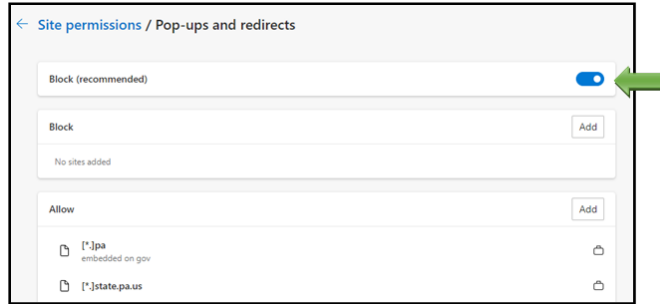 Site permissions / Pop-ups and redirects
Block (recommended)
Block
Add
No sites added
Allow
Add
[*.]pa
embedded on gov
[*.]state.pa.us